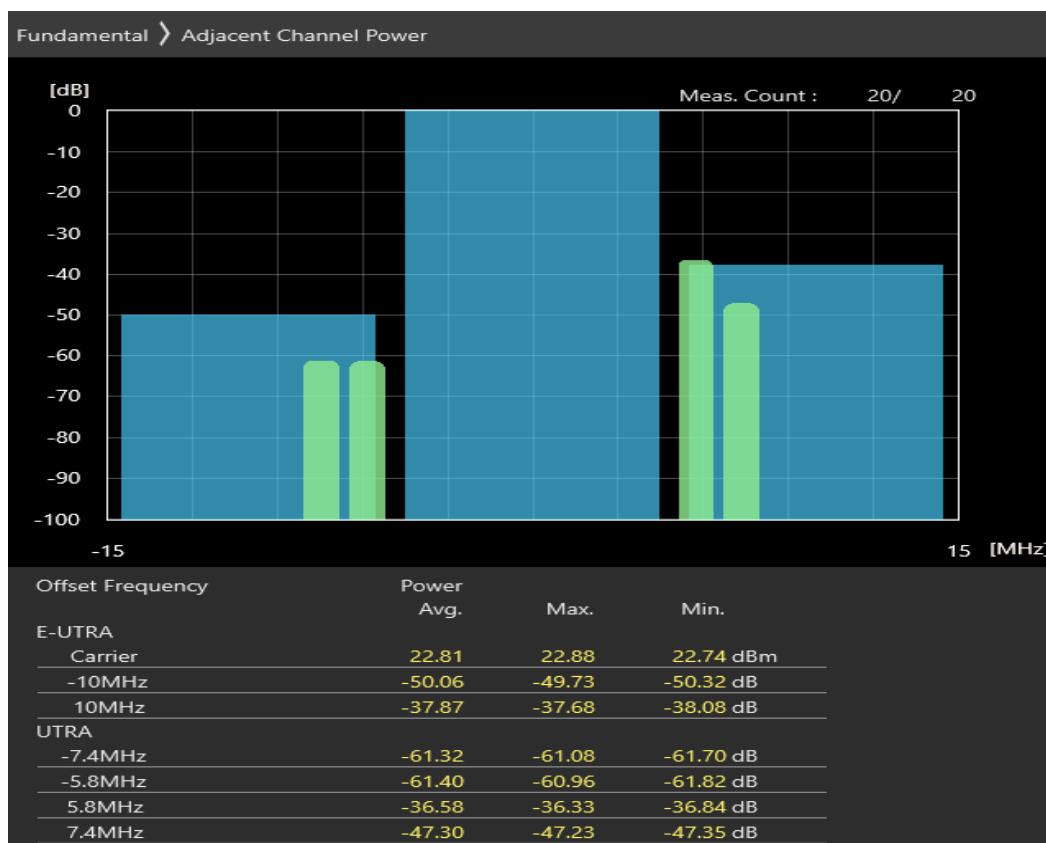 Fundamental 〉 Adjacent Channel Power
[dB]
Meas. Count : 20/ 20
0
-10
-20
-30
-40
-50
-60
-70
-80
-90
-100
-15 15 [MHz]
Offset Frequency Power
Avg. Max. Min.
E-UTRA
Carrier 22.81 22.88 22.74 dBm
-10MHz -50.06 -49.73 -50.32 dB
10MHz -37.87 -37.68 -38.08 dB
UTRA
-7.4MHz -61.32 -61.08 -61.70 dB
-5.8MHz -61.40 -60.96 -61.82 dB
5.8MHz -36.58 -36.33 -36.84 dB
7.4MHz -47.30 -47.23 -47.35 dB